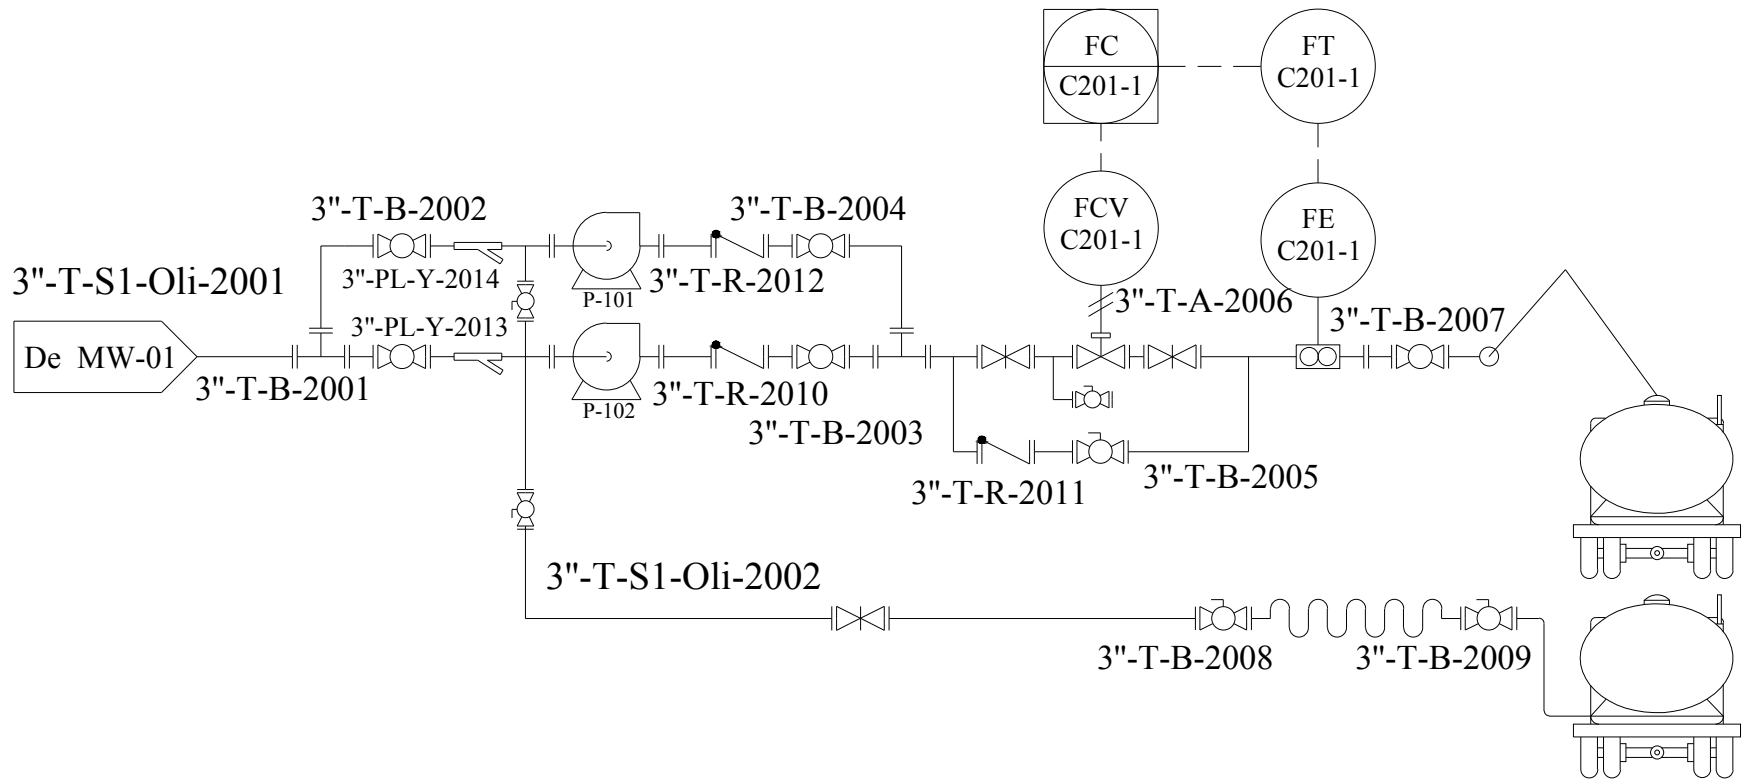 FC
C201-1
FT
C201-1
FCV
C201-1
FE
C201-1
3"-T-B-2002
3"-T-B-2004
3"-T-S1-Oli-2001
3"-PL-Y-2014
P-101
3"-T-R-2012
3"-T-A-2006
3"-PL-Y-2013
3"-T-B-2007
De MW-01
3"-T-B-2001
P-102
3"-T-R-2010
3"-T-B-2003
3"-T-R-2011
3"-T-B-2005
3"-T-S1-Oli-2002
3"-T-B-2008
3"-T-B-2009